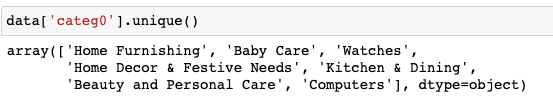 data['categ0'].unique()
array(['Home Furnishing', 'Baby Care', 'Watches',
'Home Decor & Festive Needs', 'Kitchen & Dining',
'Beauty and Personal Care', 'Computers'], dtype=object)